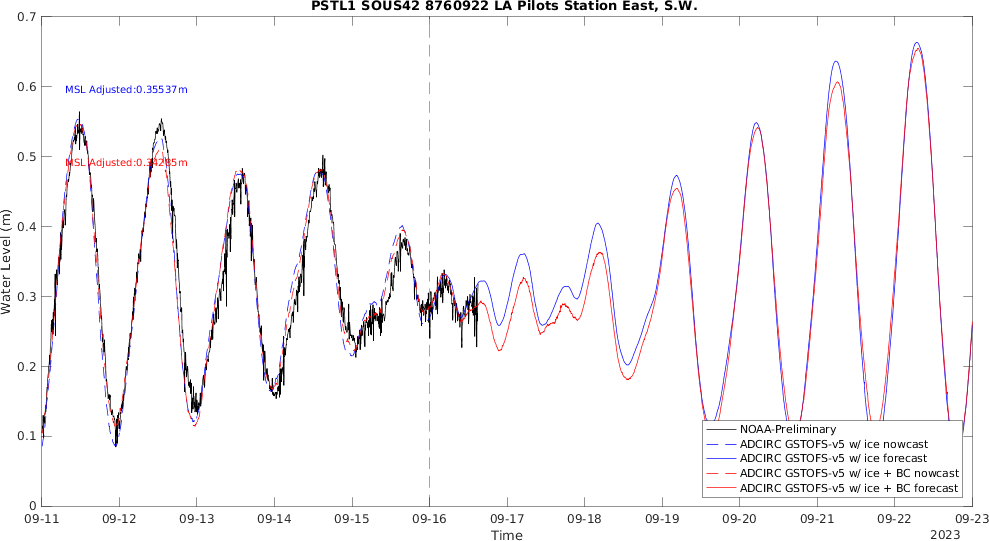 PSTL1 SOUS42 8760922 LA Pilots Station East, S.W.
0.7
0.6
0.5
0.4
0.3
0.2
0.1
0
Water Level (m)
MSL Adjusted:0.35537m
MSL
NOAA-Preliminary
ADCIRC GSTOFS-v5 w/ ice nowcast
ADCIRC GSTOFS-v5 w/ ice forecast
ADCIRC GSTOFS-v5 w/ ice + BC nowcast
ADCIRC GSTOFS-v5 w/ ice + BC forecast
09-11 09-12 09-13 09-14 09-15 09-16 09-17 09-18 09-19 09-20 09-21 09-22 09-23
Time
2023